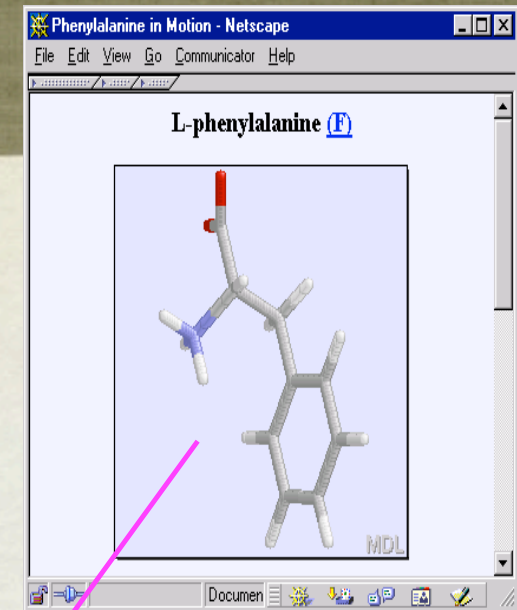 Phenylalanine in Motion - Netscape
File Edit View Go Communicator Help
L-phenylalanine (F)
MDL
Documen